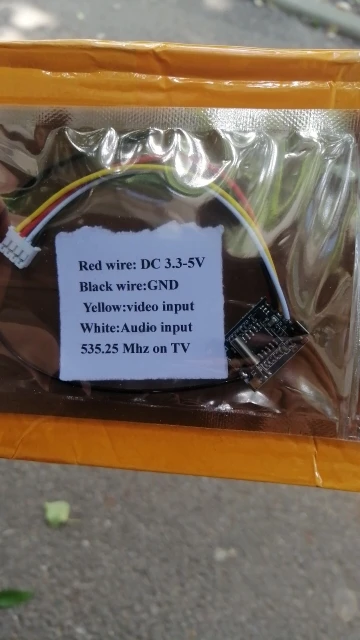 Red wire: DC 3.3-5V
Black wire:GND
Yellow:video input
White:Audio input
535.25 Mhz on TV